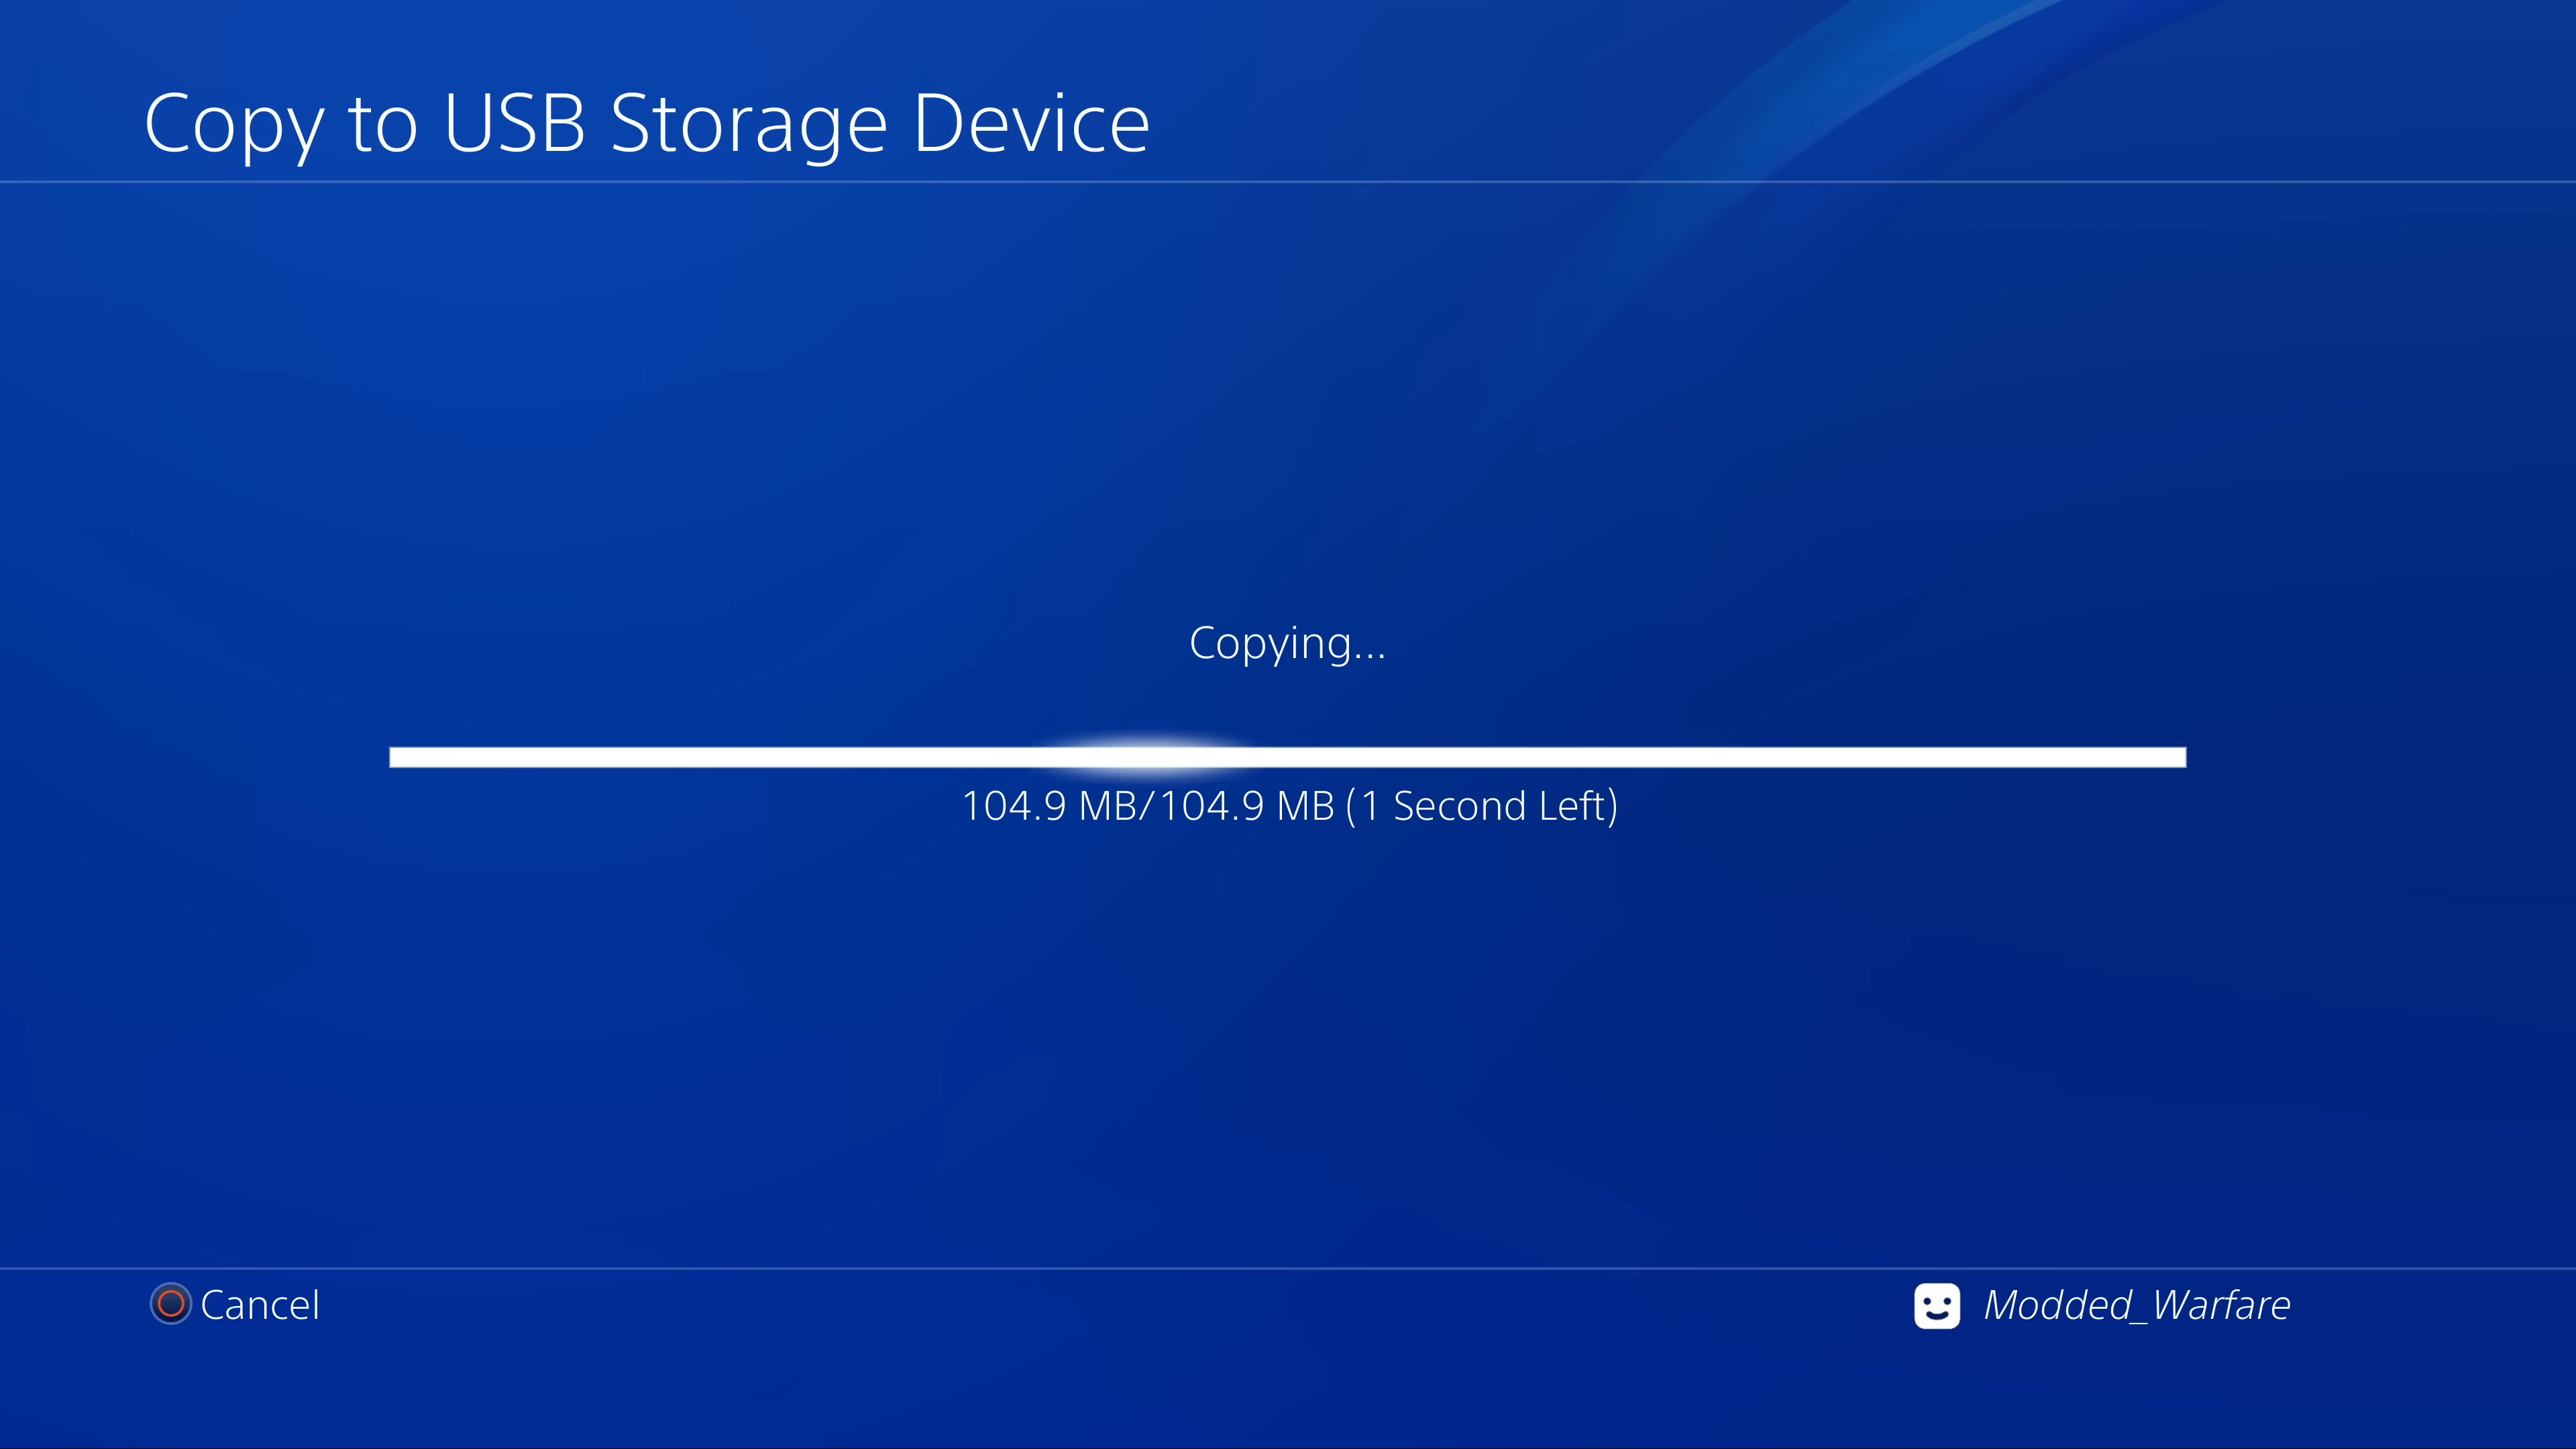 Copy to USB Storage Device
Copying...
104.9 MB/104.9 MB (1 Second Left)
Cancel
Modded_Warfare